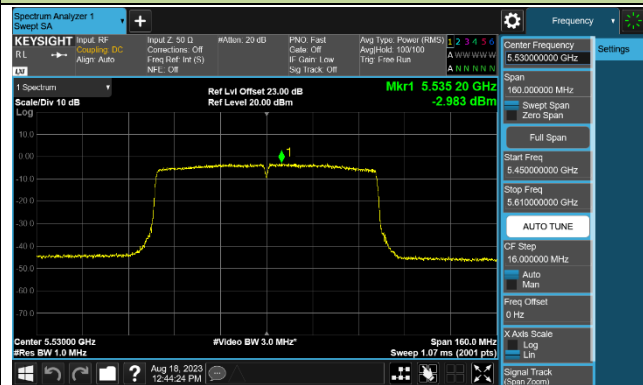 Spectrum Analyzer 1
Swept SA
+
Frequency
KEYSIGHT
RL
LXI
Input: RF
Coupling: DC
Align: Auto
Input Z: 50 Ω
Corrections: Off
Freq Ref: Int (S)
NFE: Off
#Atten: 20 dB
PNO: Fast
Gate: Off
IF Gain: Low
Sig Track: Off
Avg Type: Power (RMS)
Avg|Hold: 100/100
Trig: Free Run
1 2 3 4 5 6
A W W W W W
A N N N N N
1 Spectrum
Scale/Div 10 dB
Log
Ref Lvl Offset 23.00 dB
Ref Level 20.00 dBm
Mkr1 5.535 20 GHz
-2.983 dBm
1
10.0
0.00
-10.0
-20.0
-30.0
-40.0
-50.0
-60.0
-70.0
Center 5.53000 GHz
#Res BW 1.0 MHz
#Video BW 3.0 MHz*
Span 160.0 MHz
Sweep 1.07 ms (2001 pts)
Aug 18, 2023
12:44:24 PM
?
Center Frequency
5.530000000 GHz
Settings
Span
160.000000 MHz
Swept Span
Zero Span
Full Span
Start Freq
5.450000000 GHz
Stop Freq
5.610000000 GHz
AUTO TUNE
CF Step
16.000000 MHz
Auto
Man
Freq Offset
0 Hz
X Axis Scale
Log
Lin
Signal Track
(Span Zoom)